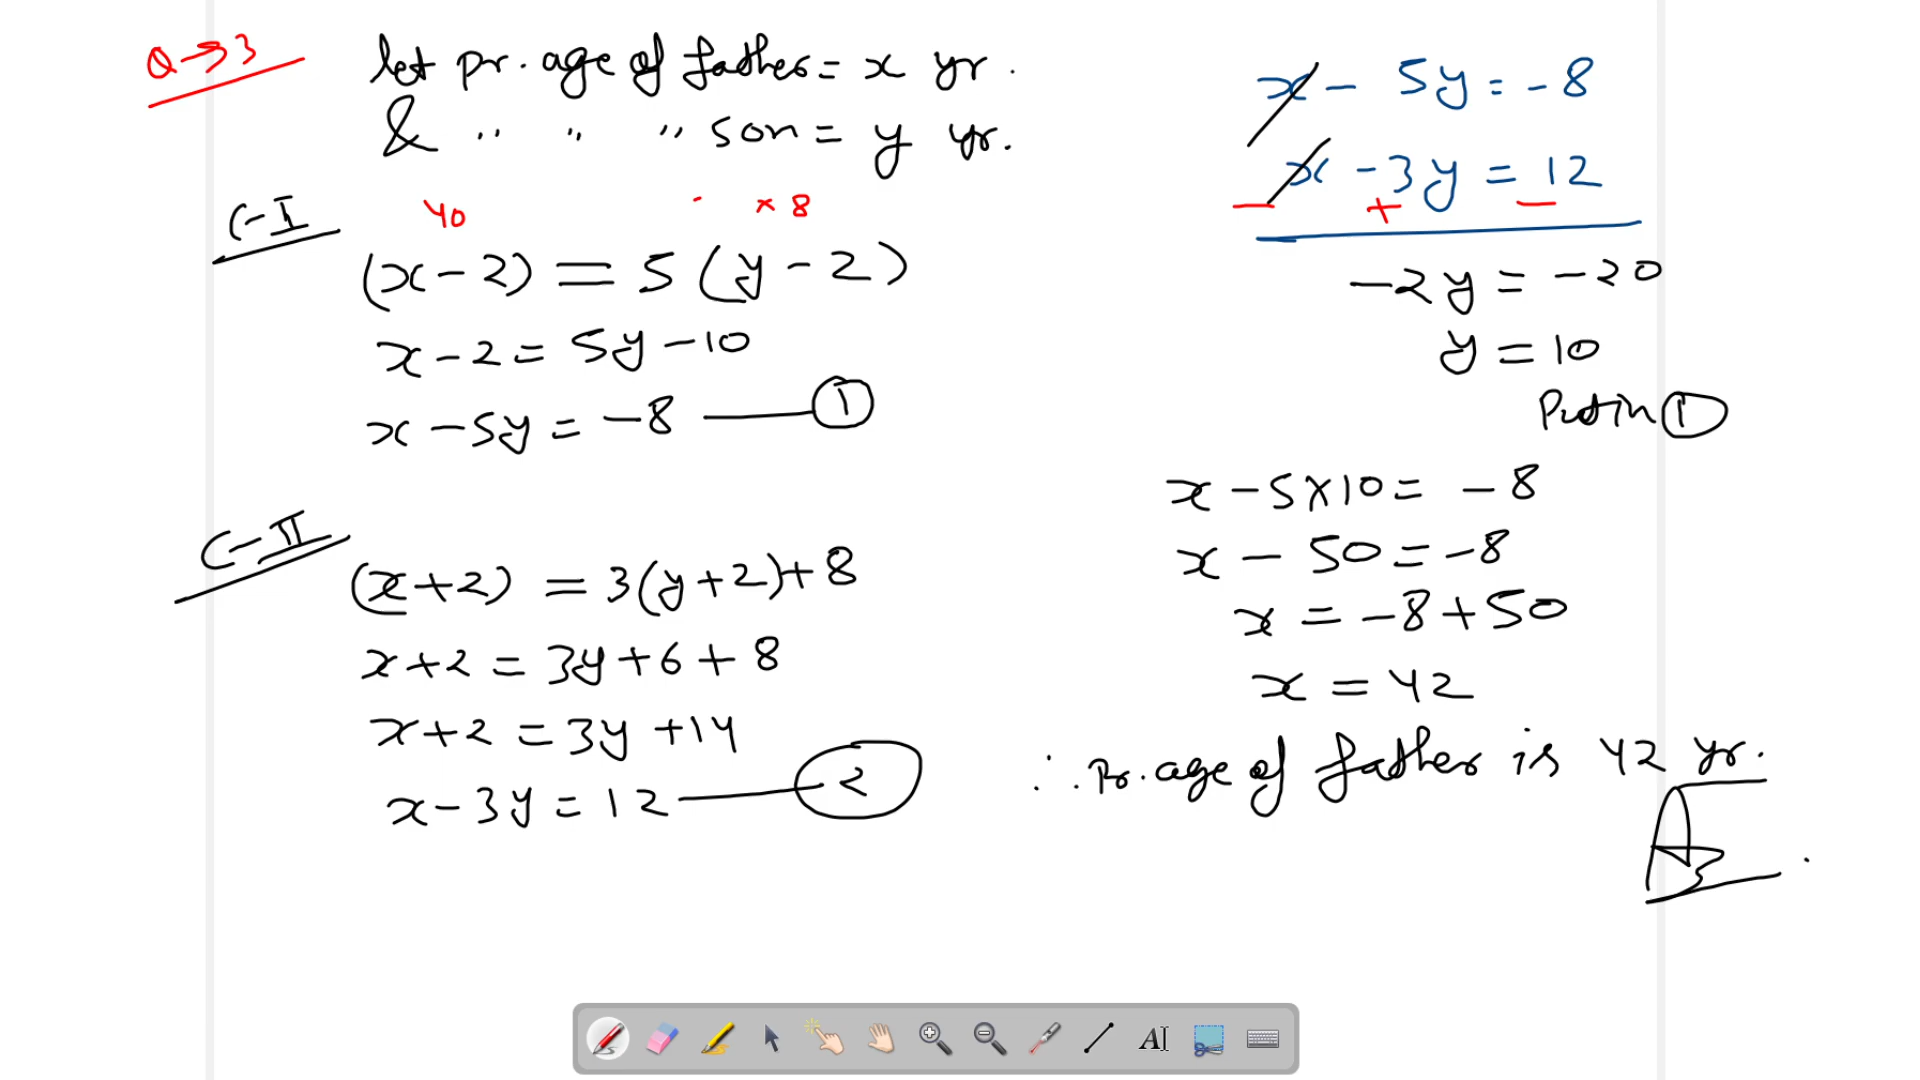 Q→3
let pr. age of father = x yr.
& " " " son = y yr.
C-I
40 × 8
(x-2) = 5 (y-2)
x-2 = 5y-10
x-5y = -8 —— ①
C-II
(x+2) = 3(y+2)+8
x+2 = 3y+6+8
x+2 = 3y+14
x-3y = 12 —— ②
x - 5y = -8
x - 3y = 12
- + -
-2y = -20
y = 10
Put in ①
x - 5×10 = -8
x - 50 = -8
x = -8+50
x = 42
∴ Pr. age of father is 42 yr.
AI